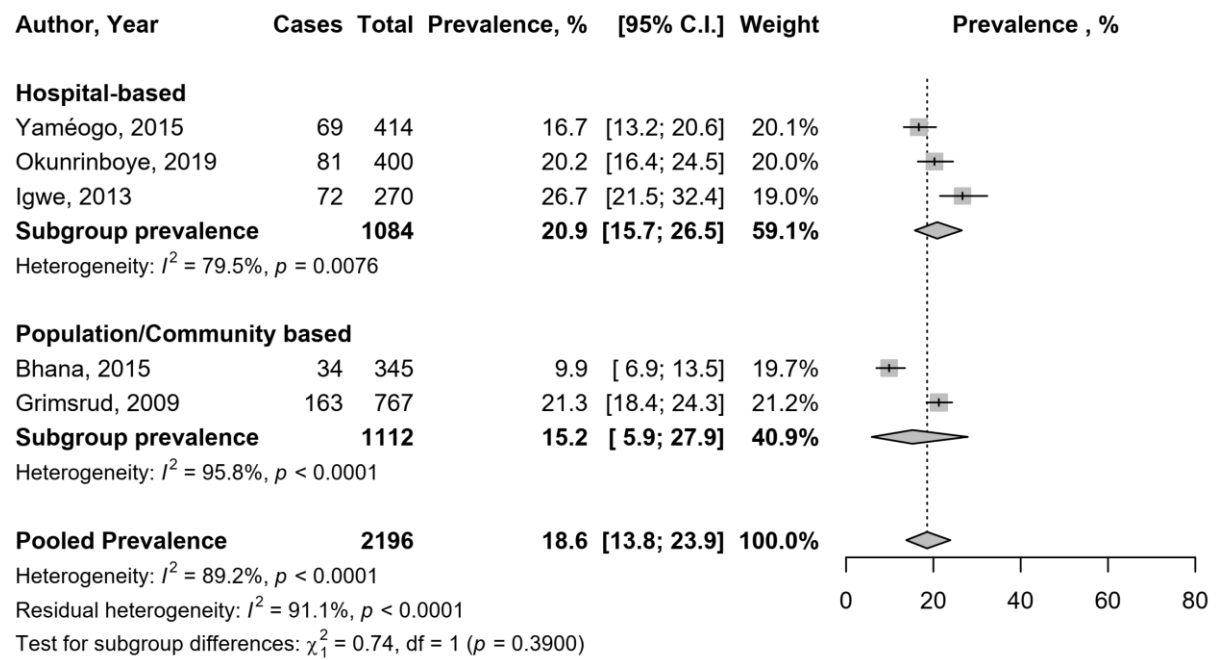 Author, Year Cases Total Prevalence, % [95% C.I.] Weight Prevalence , %
Hospital-based
Yaméogo, 2015 69 414 16.7 [13.2; 20.6] 20.1%
Okunrinboye, 2019 81 400 20.2 [16.4; 24.5] 20.0%
Igwe, 2013 72 270 26.7 [21.5; 32.4] 19.0%
Subgroup prevalence 1084 20.9 [15.7; 26.5] 59.1%
Heterogeneity: I² = 79.5%, p = 0.0076
Population/Community based
Bhana, 2015 34 345 9.9 [ 6.9; 13.5] 19.7%
Grimsrud, 2009 163 767 21.3 [18.4; 24.3] 21.2%
Subgroup prevalence 1112 15.2 [ 5.9; 27.9] 40.9%
Heterogeneity: I² = 95.8%, p < 0.0001
Pooled Prevalence 2196 18.6 [13.8; 23.9] 100.0%
Heterogeneity: I² = 89.2%, p < 0.0001
Residual heterogeneity: I² = 91.1%, p < 0.0001
0 20 40 60 80
Test for subgroup differences: χ₁² = 0.74, df = 1 (p = 0.3900)